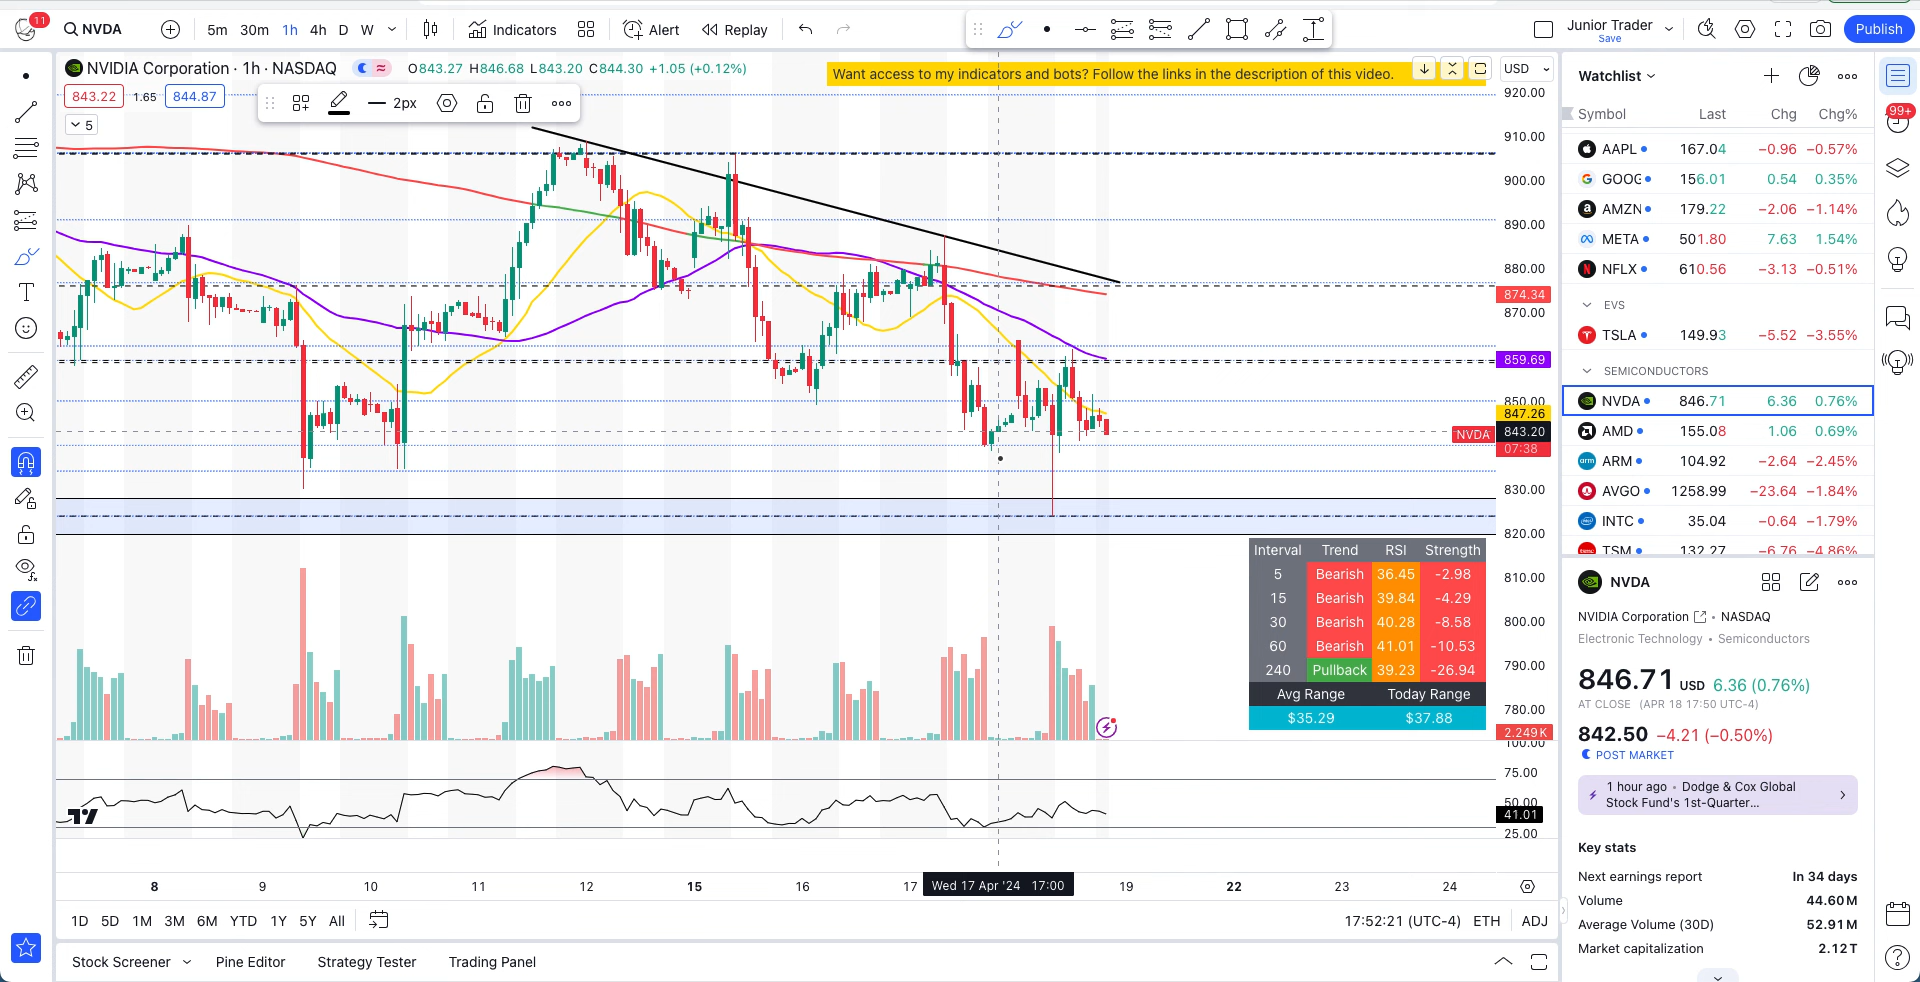 11
NVDA
5m 30m 1h 4h D W
Indicators
Alert
Replay
Junior Trader
Save
Publish
NVIDIA Corporation · 1h · NASDAQ
O843.27 H846.68 L843.20 C844.30 +1.05 (+0.12%)
Want access to my indicators and bots? Follow the links in the description of this video.
USD
843.22 1.65 844.87
2px
5
920.00
910.00
900.00
890.00
880.00
874.34
870.00
859.69
850.00
847.26
843.20
NVDA
07:38
830.00
820.00
810.00
800.00
790.00
780.00
2.249K
100.00
75.00
50.00
41.01
25.00
Interval Trend RSI Strength
5 Bearish 36.45 -2.98
15 Bearish 39.84 -4.29
30 Bearish 40.28 -8.58
60 Bearish 41.01 -10.53
240 Pullback 39.23 -26.94
Avg Range Today Range
$35.29 $37.88
8 9 10 11 12 15 16 17 Wed 17 Apr '24 17:00 19 22 23 24
1D 5D 1M 3M 6M YTD 1Y 5Y All
17:52:21 (UTC-4) ETH ADJ
Stock Screener Pine Editor Strategy Tester Trading Panel
Watchlist
Symbol Last Chg Chg%
AAPL 167.04 −0.96 −0.57%
GOOG 156.01 0.54 0.35%
AMZN 179.22 −2.06 −1.14%
META 501.80 7.63 1.54%
NFLX 610.56 −3.13 −0.51%
EVS
TSLA 149.93 −5.52 −3.55%
SEMICONDUCTORS
NVDA 846.71 6.36 0.76%
AMD 155.08 1.06 0.69%
ARM 104.92 −2.64 −2.45%
AVGO 1258.99 −23.64 −1.84%
INTC 35.04 −0.64 −1.79%
TSM 132.27 −6.76 −4.86%
NVDA
NVIDIA Corporation • NASDAQ
Electronic Technology • Semiconductors
846.71 USD 6.36 (0.76%)
AT CLOSE (APR 18 17:50 UTC-4)
842.50 −4.21 (−0.50%)
POST MARKET
1 hour ago • Dodge & Cox Global
Stock Fund's 1st-Quarter...
Key stats
Next earnings report In 34 days
Volume 44.60M
Average Volume (30D) 52.91M
Market capitalization 2.12T
99+